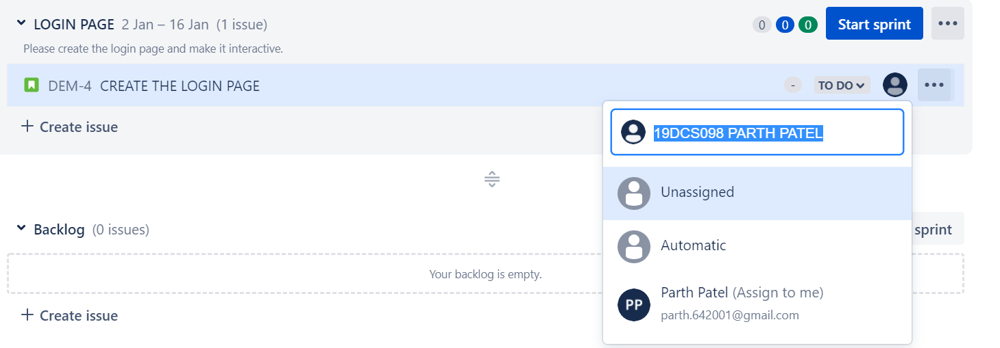 LOGIN PAGE 2 Jan – 16 Jan (1 issue) 0 0 0 Start sprint
Please create the login page and make it interactive.
DEM-4 CREATE THE LOGIN PAGE - TO DO
Create issue
19DCS098 PARTH PATEL
Unassigned
Backlog (0 issues) sprint
Automatic
Your backlog is empty.
Parth Patel (Assign to me)
PP
parth.642001@gmail.com
Create issue